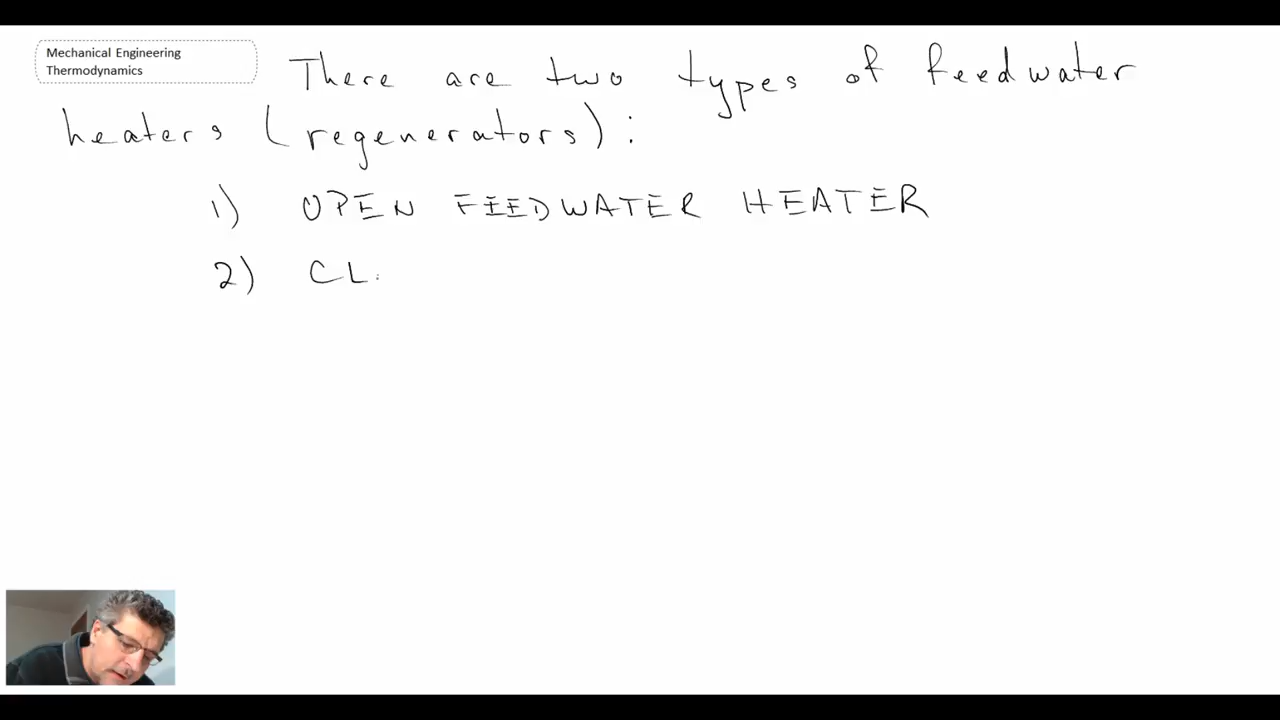 Mechanical Engineering
Thermodynamics
There are two types of feedwater
heaters (regenerators):
1) OPEN FEEDWATER HEATER
2) CL